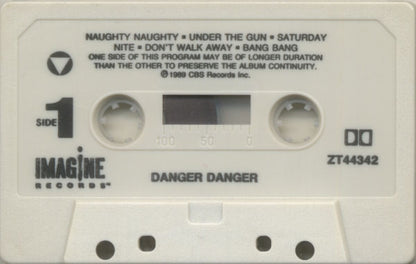 NAUGHTY NAUGHTY ▪ UNDER THE GUN ▪ SATURDAY
NITE ▪ DON'T WALK AWAY ▪ BANG BANG
ONE SIDE OF THIS PROGRAM MAY BE OF LONGER DURATION
THAN THE OTHER TO PRESERVE THE ALBUM CONTINUITY.
℗1989 CBS Records Inc.
SIDE 1
100 50 0
ZT44342
IMAGINE
RECORDS™
DANGER DANGER